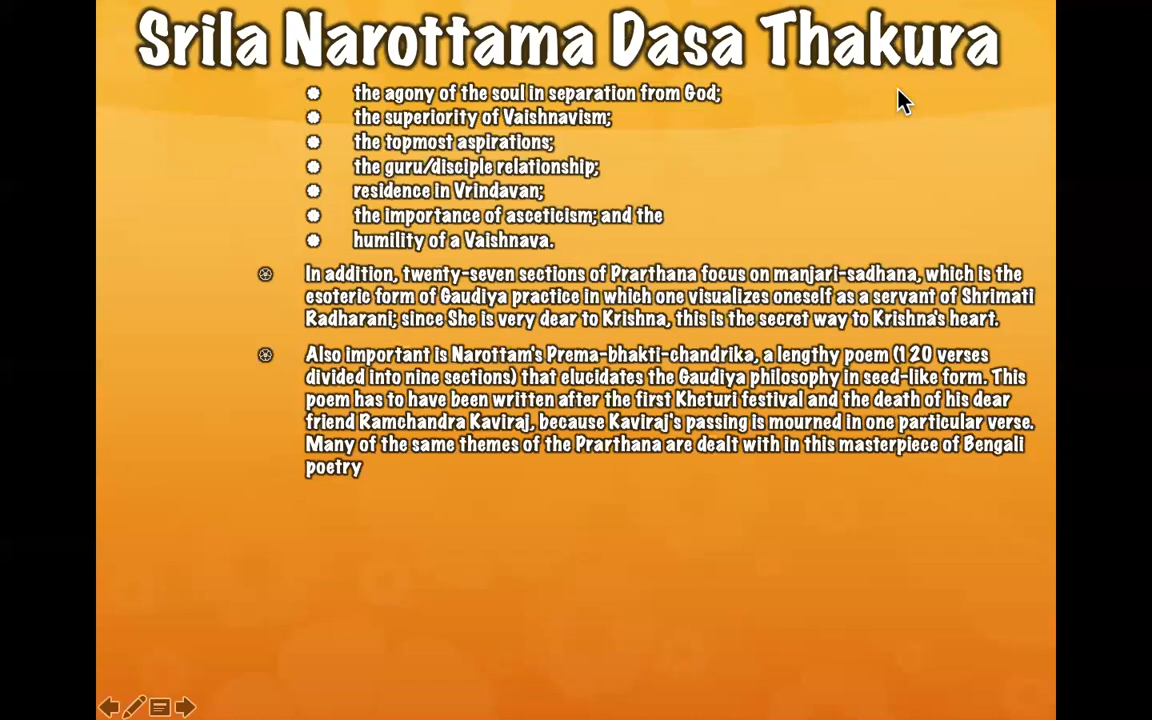 Srila Narottama Dasa Thakura
the agony of the soul in separation from God;
the superiority of Vaishnavism;
the topmost aspirations;
the guru/disciple relationship;
residence in Vrindavan;
the importance of asceticism; and the
humility of a Vaishnava.
In addition, twenty-seven sections of Prarthana focus on manjari-sadhana, which is the
esoteric form of Gaudiya practice in which one visualizes oneself as a servant of Shrimati
Radharani; since She is very dear to Krishna, this is the secret way to Krishna's heart.
Also important is Narottam's Prema-bhakti-chandrika, a lengthy poem (120 verses
divided into nine sections) that elucidates the Gaudiya philosophy in seed-like form. This
poem has to have been written after the first Kheturi festival and the death of his dear
friend Ramchandra Kaviraj, because Kaviraj's passing is mourned in one particular verse.
Many of the same themes of the Prarthana are dealt with in this masterpiece of Bengali
poetry